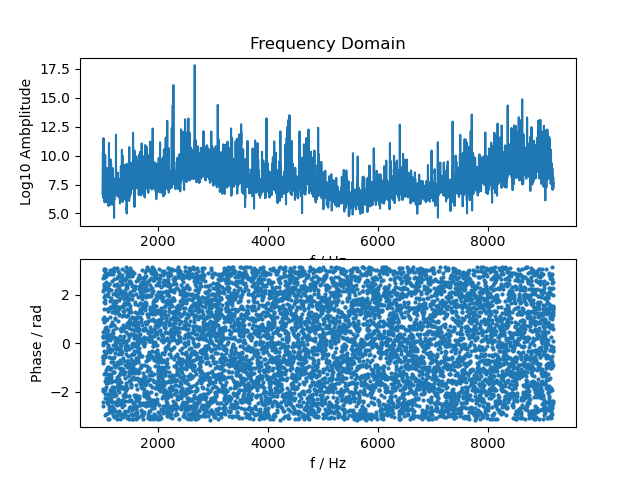 Frequency Domain
Log10 Ambplitude
17.5
15.0
12.5
10.0
7.5
5.0
2000 4000 6000 8000
f / Hz
Phase / rad
2
0
−2
2000 4000 6000 8000
f / Hz